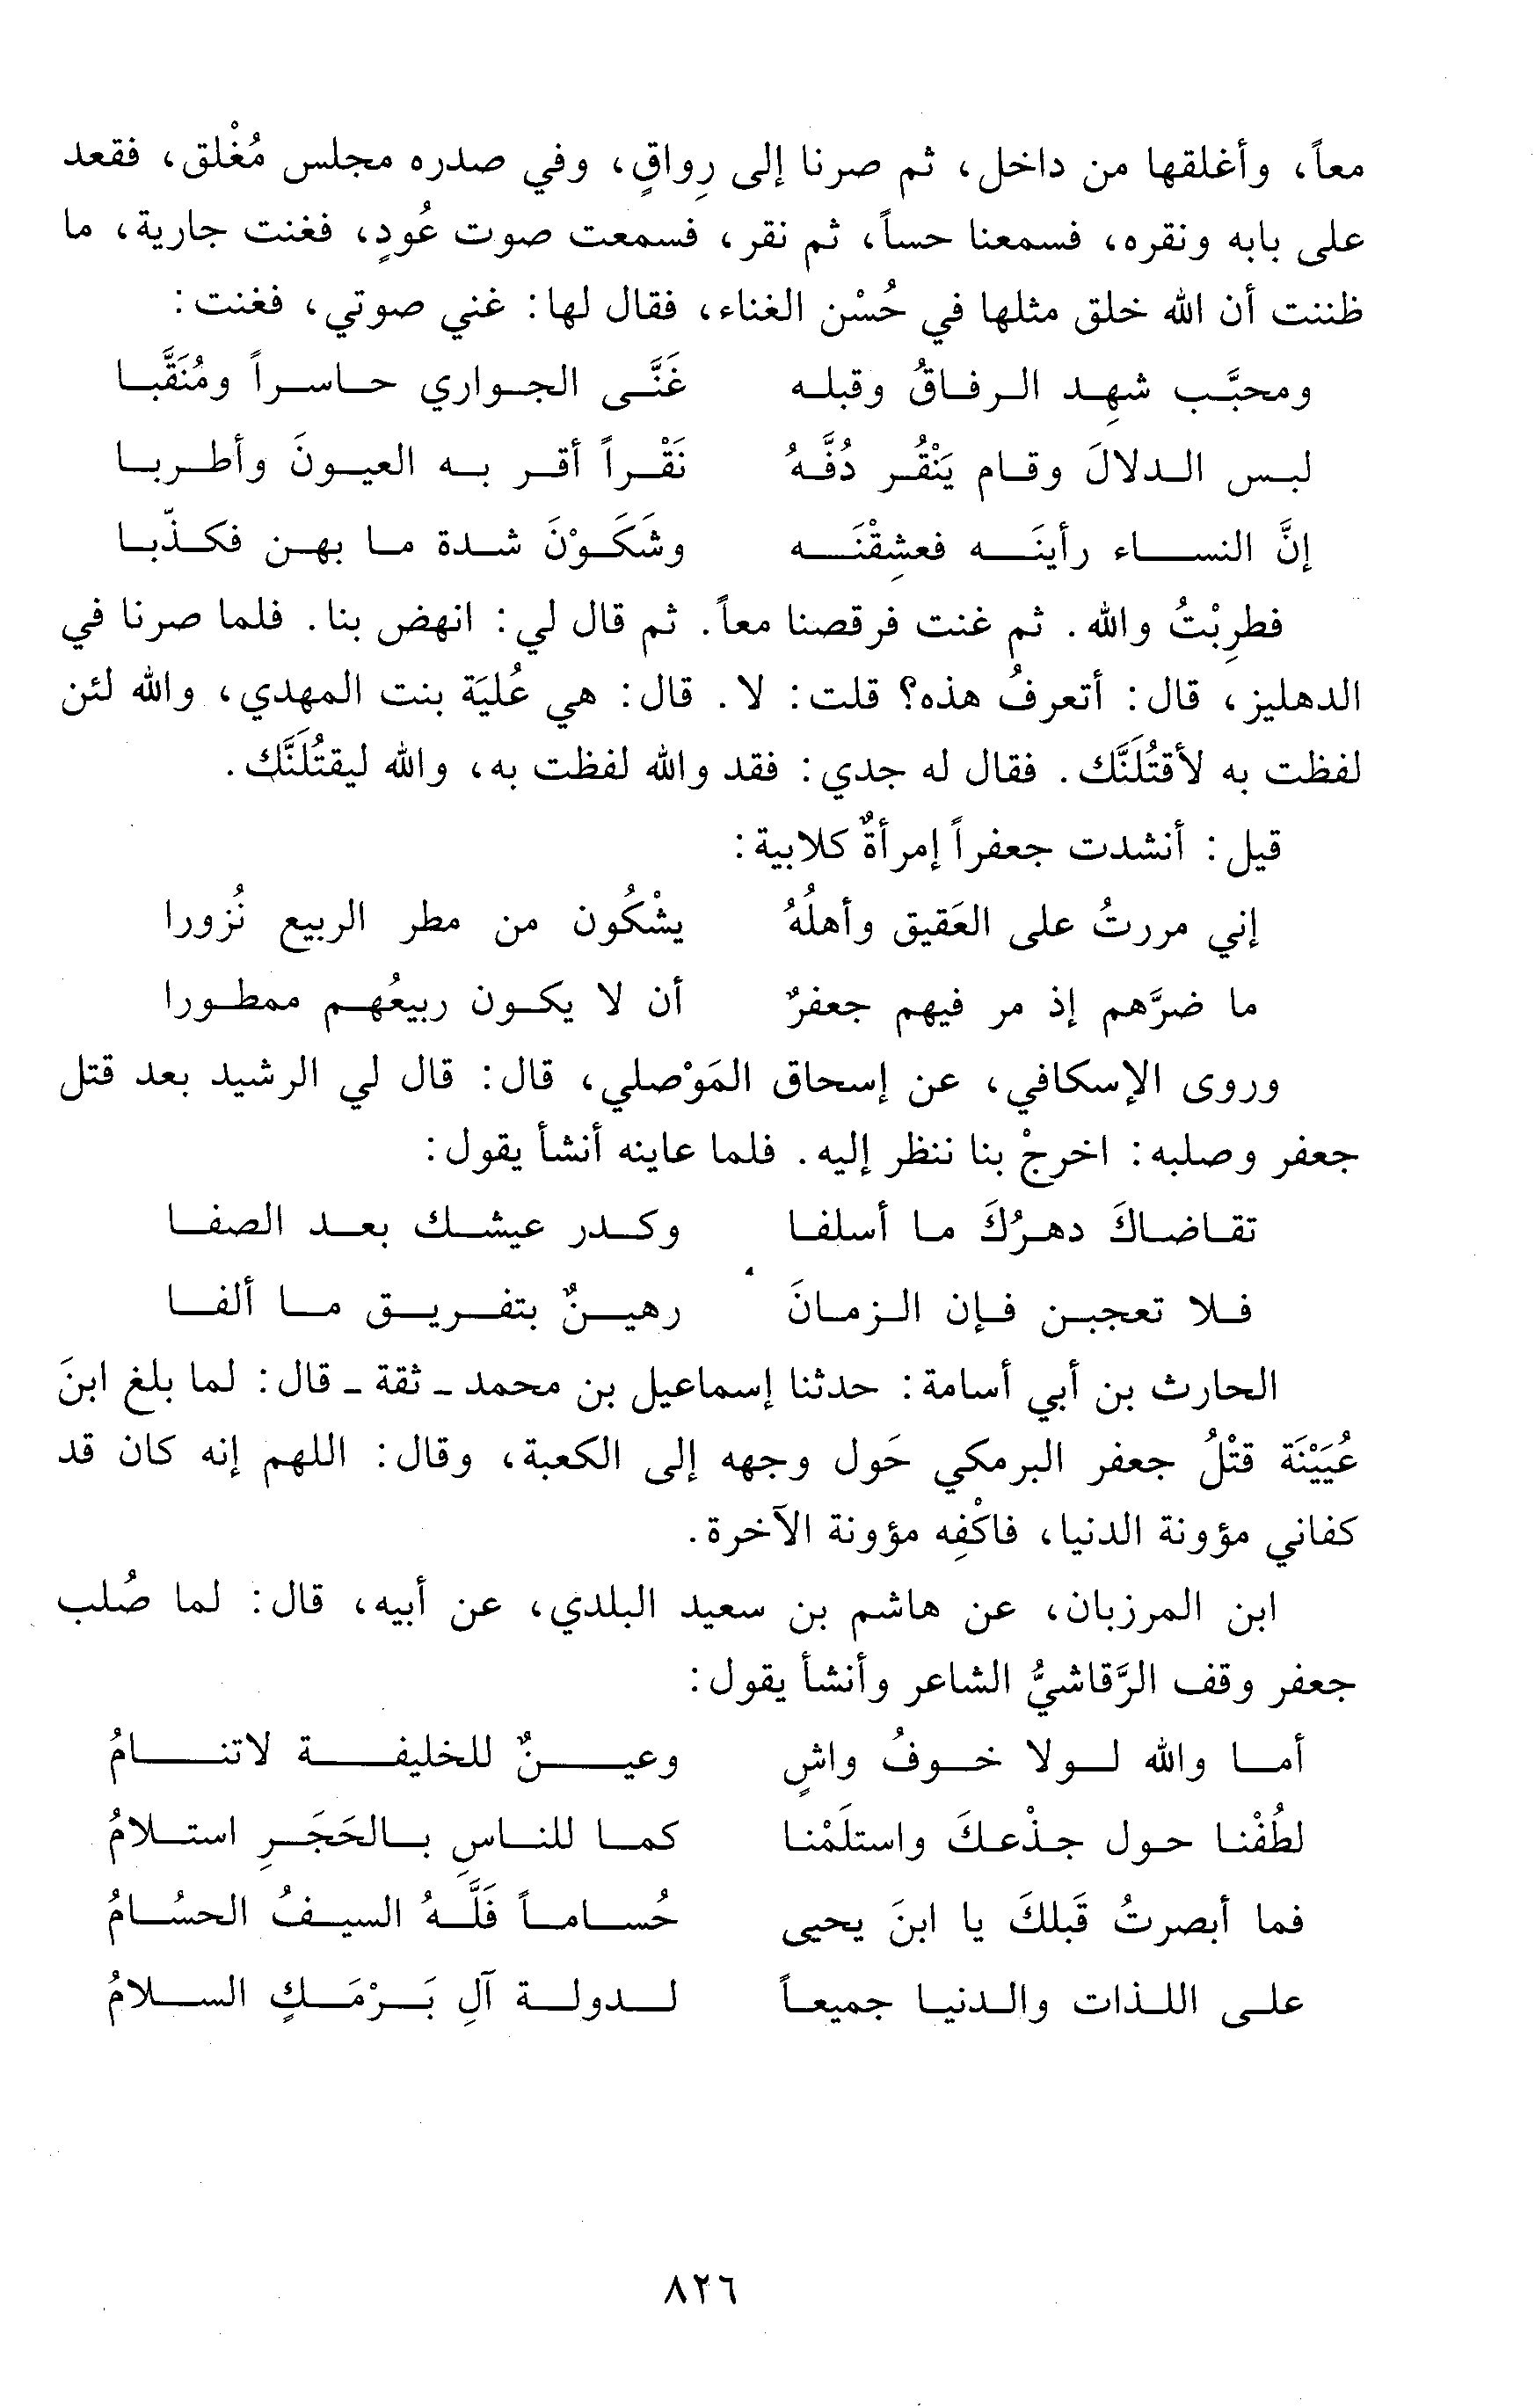 معاً، وأغلقها من داخل، ثم صرنا إلى رِواقٍ، وفي صدره مجلس مُغْلق، فقعد
على بابه ونقره، فسمعنا حساً، ثم نقر، فسمعت صوت عُودٍ، فغنت جارية، ما
ظننت أن الله خلق مثلها في حُسْن الغناء، فقال لها: غني صوتي، فغنت:
ومحبَّب شهِد الرفاقُ وقبله غَنَّى الجواري حاسراً ومُنَقَّبا
لبس الدلالَ وقام يَنْقُر دُفَّهُ نَقْراً أقر به العيونَ وأطربا
إنَّ النساء رأينَه فعشِقْنَه وشَكَوْنَ شدة ما بهن فكذّبا
فطرِبْتُ والله. ثم غنت فرقصنا معاً. ثم قال لي: انهض بنا. فلما صرنا في
الدهليز، قال: أتعرفُ هذه؟ قلت: لا. قال: هي عُليَة بنت المهدي، والله لئن
لفظت به لأقتُلَنَّك. فقال له جدي: فقد والله لفظت به، والله ليقتُلَنَّك.
قيل: أنشدت جعفراً إمرأةٌ كلابية:
إني مررتُ على العَقيق وأهلُهُ يشْكُون من مطر الربيع نُزورا
ما ضرَّهم إذ مر فيهم جعفرٌ أن لا يكون ربيعُهم ممطورا
وروى الإسكافي، عن إسحاق المَوْصلي، قال: قال لي الرشيد بعد قتل
جعفر وصلبه: اخرجْ بنا ننظر إليه. فلما عاينه أنشأ يقول:
تقاضاكَ دهرُكَ ما أسلفا وكدر عيشك بعد الصفا
فلا تعجبن فإن الزمانَ رهينٌ بتفريق ما ألفا
الحارث بن أبي أسامة: حدثنا إسماعيل بن محمد ـ ثقة ـ قال: لما بلغ ابنَ
عُيَيْنَة قتْلُ جعفر البرمكي حَول وجهه إلى الكعبة، وقال: اللهم إنه كان قد
كفاني مؤونة الدنيا، فاكْفِه مؤونة الآخرة.
ابن المرزبان، عن هاشم بن سعيد البلدي، عن أبيه، قال: لما صُلب
جعفر وقف الرَّقاشيُّ الشاعر وأنشأ يقول:
أما والله لولا خوفُ واشٍ وعينٌ للخليفة لاتنامُ
لطُفْنا حول جذْعكَ واستلَمْنا كما للناسِ بالحَجَرِ استلامُ
فما أبصرتُ قَبلكَ يا ابنَ يحيى حُساماً فَلَّهُ السيفُ الحسُامُ
على اللذات والدنيا جميعاً لدولة آلِ بَرْمَكٍ السلامُ
٨٢٦